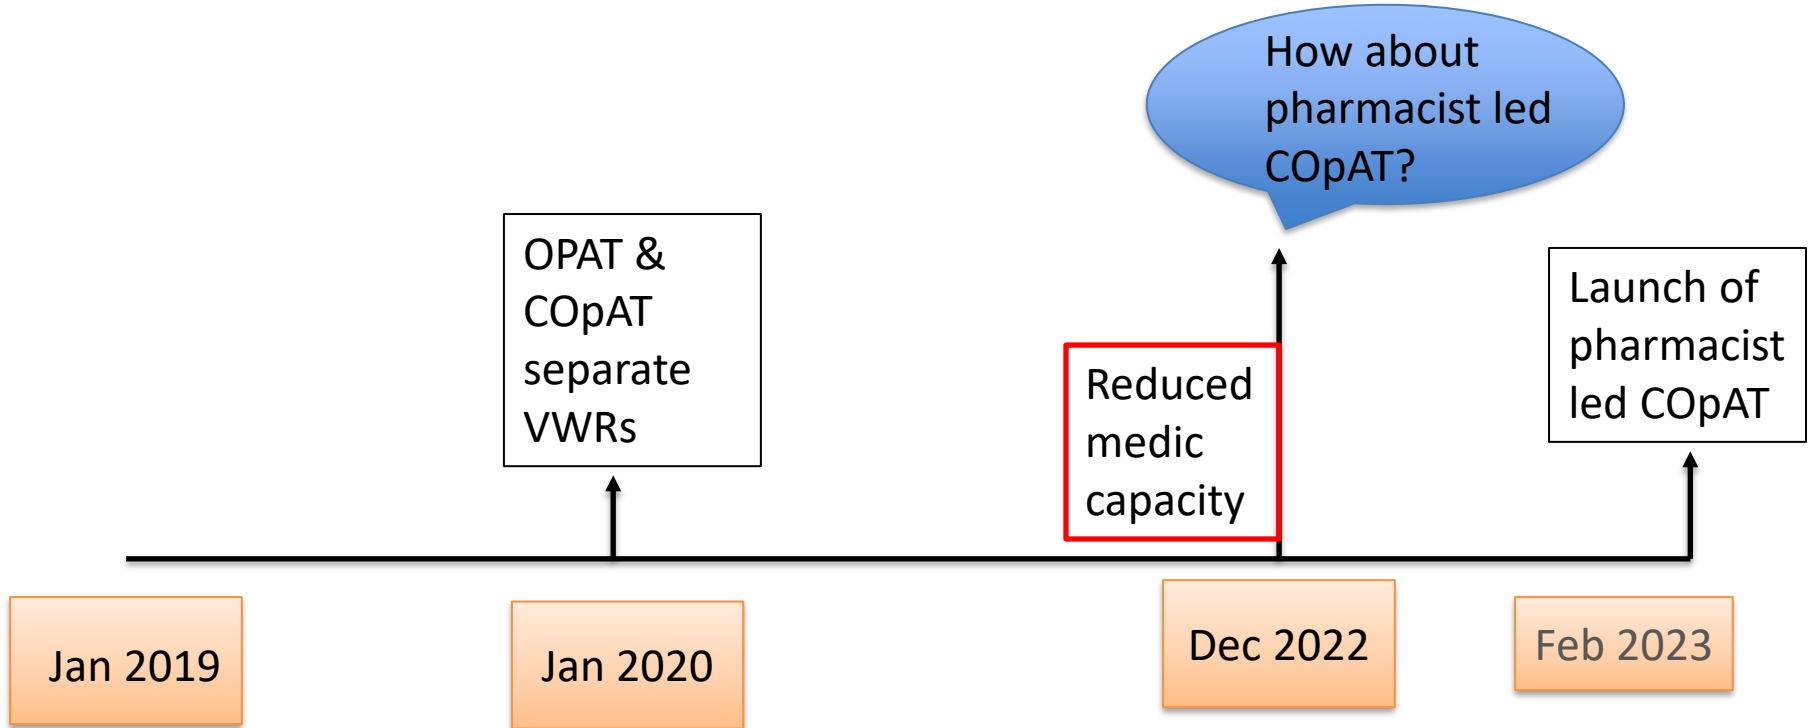 How about
pharmacist led
COpAT?
OPAT &
COpAT
separate
VWRs
Reduced
medic
capacity
Launch of
pharmacist
led COpAT
Jan 2019
Jan 2020
Dec 2022
Feb 2023